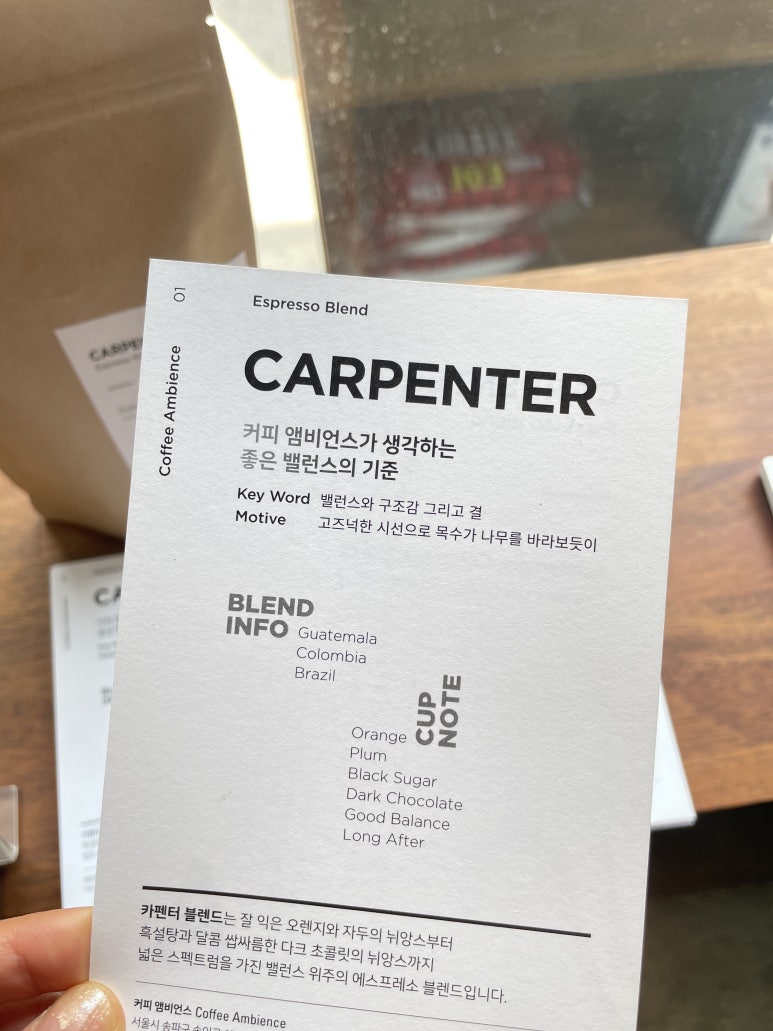 01
Coffee Ambience
Espresso Blend
CARPENTER
커피 앰비언스가 생각하는
좋은 밸런스의 기준
Key Word 밸런스와 구조감 그리고 결
Motive 고즈넉한 시선으로 목수가 나무를 바라보듯이
BLEND
INFO
Guatemala
Colombia
Brazil
CUP
NOTE
Orange
Plum
Black Sugar
Dark Chocolate
Good Balance
Long After
카펜터 블렌드는 잘 익은 오렌지와 자두의 뉘앙스부터
흑설탕과 달콤 쌉싸름한 다크 초콜릿의 뉘앙스까지
넓은 스펙트럼을 가진 밸런스 위주의 에스프레소 블렌드입니다.
커피 앰비언스 Coffee Ambience
서울시 송파구